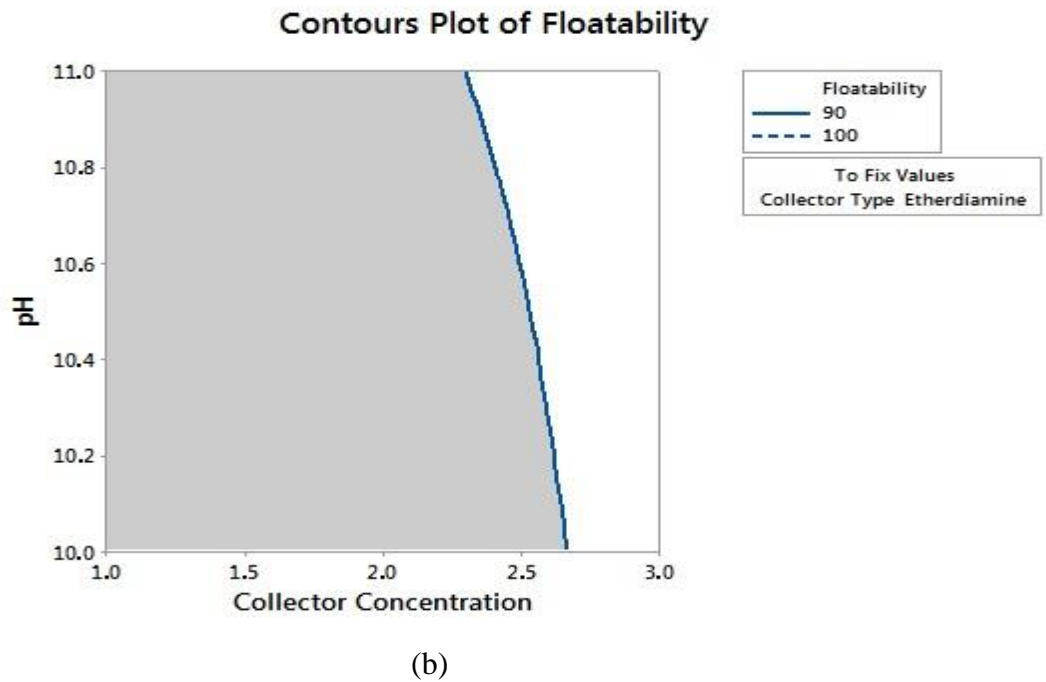 Contours Plot of Floatability
11.0
10.8
10.6
10.4
10.2
10.0
pH
1.0 1.5 2.0 2.5 3.0
Collector Concentration
Floatability
90
100
To Fix Values
Collector Type Etherdiamine
(b)